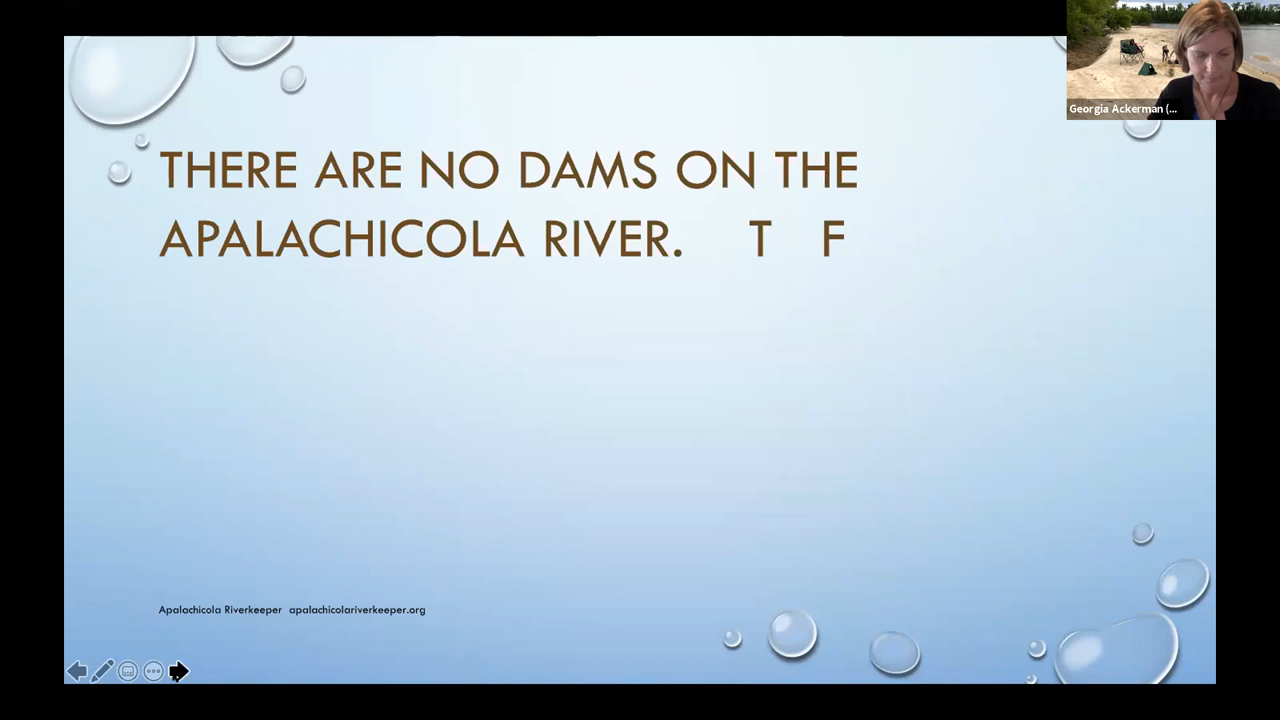 Georgia Ackerman (...
THERE ARE NO DAMS ON THE
APALACHICOLA RIVER. T F
Apalachicola Riverkeeper apalachicolariverkeeper.org